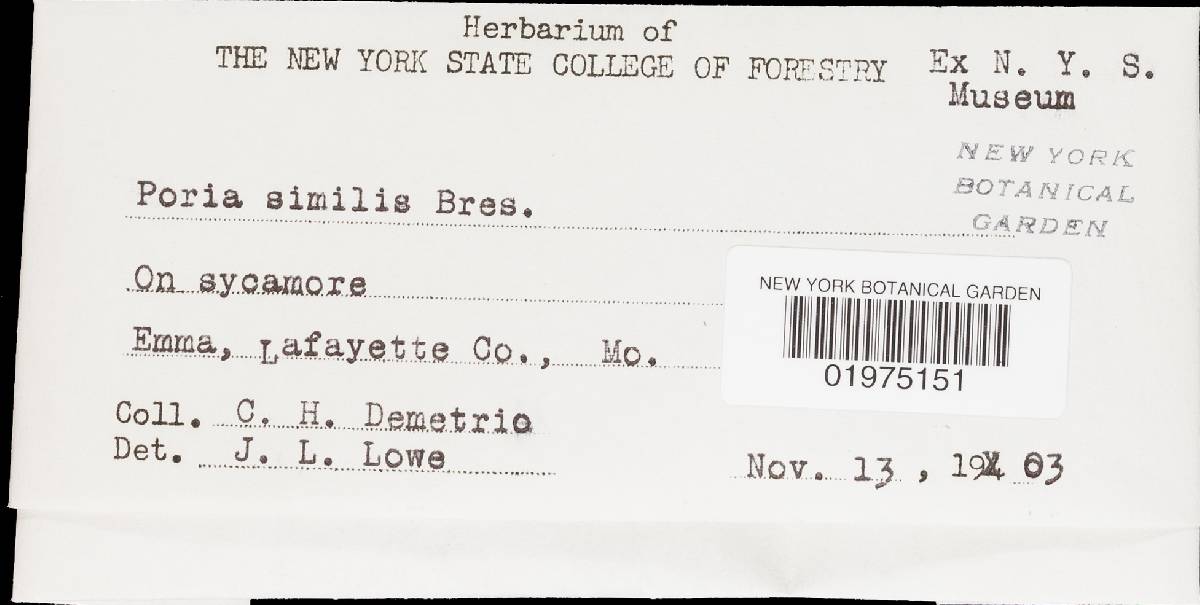 Herbarium of
THE NEW YORK STATE COLLEGE OF FORESTRY
Ex N. Y. S.
Museum
NEW YORK
BOTANICAL
GARDEN
Poria similis Bres.
On sycamore
Emma, Lafayette Co., Mo.
NEW YORK BOTANICAL GARDEN
01975151
Coll. C. H. Demetrio
Det. J. L. Lowe
Nov. 13, 1903